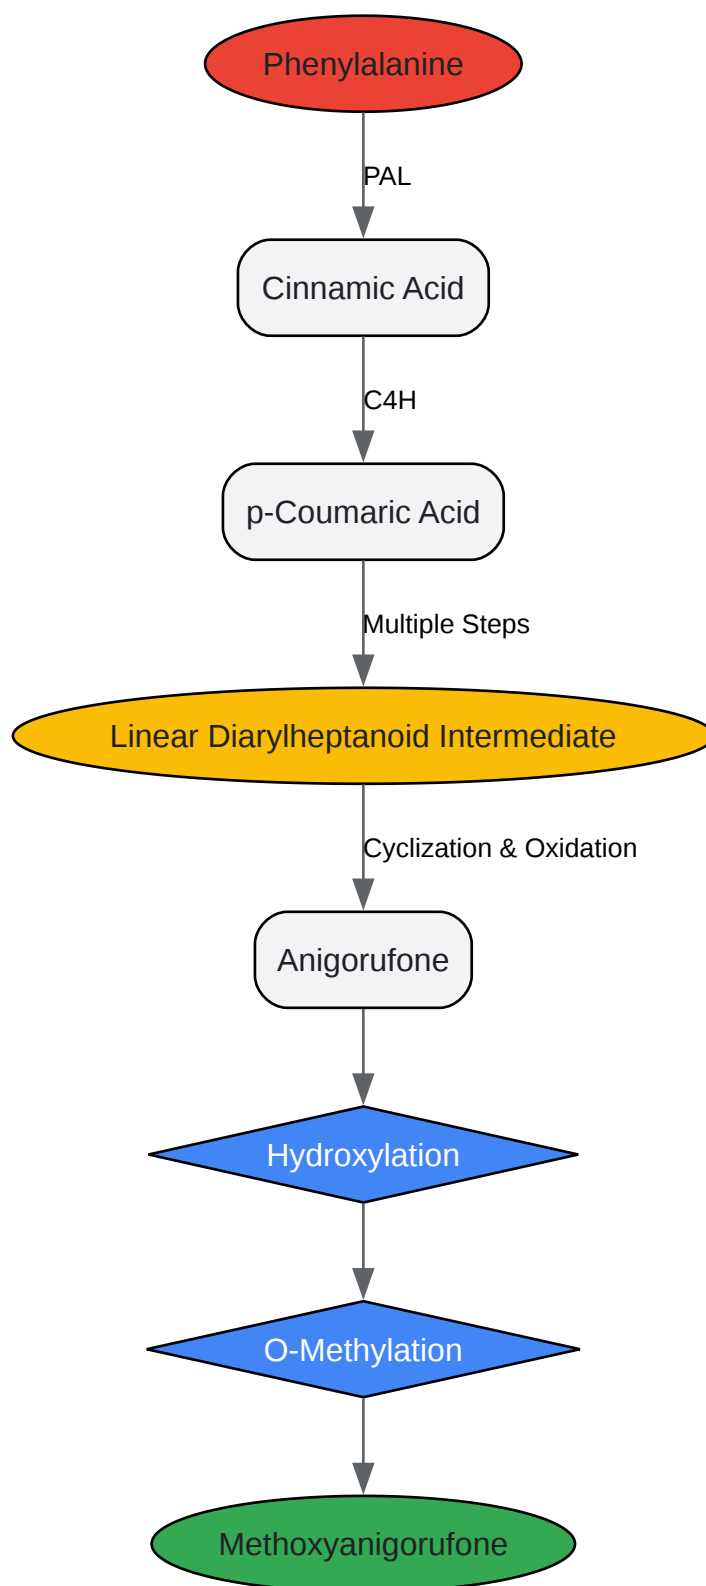 Phenylalanine
PAL
Cinnamic Acid
C4H
p-Coumaric Acid
Multiple Steps
Linear Diarylheptanoid Intermediate
Cyclization & Oxidation
Anigorufone
Hydroxylation
O-Methylation
Methoxyanigorufone